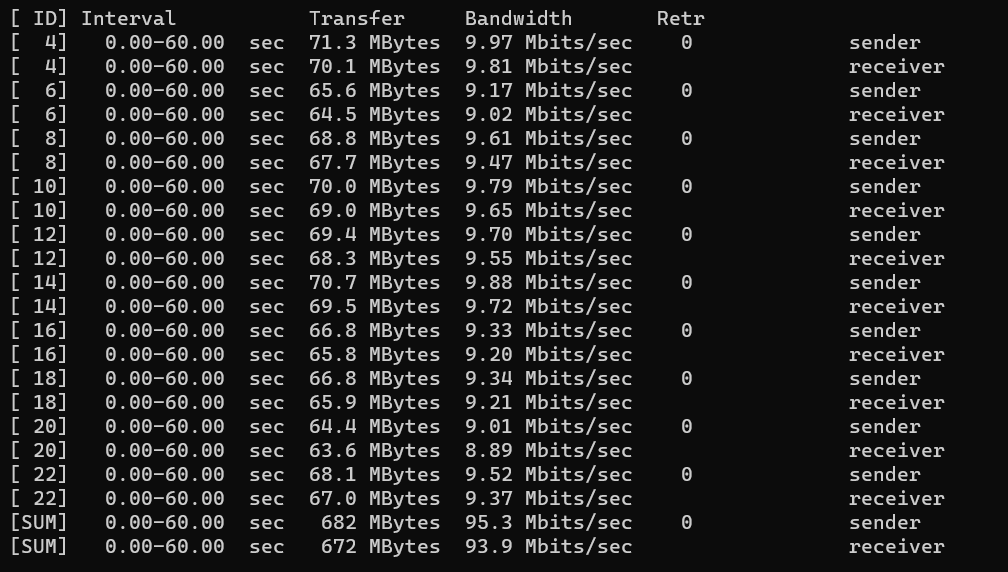 [ ID] Interval           Transfer     Bandwidth       Retr
[  4]   0.00-60.00  sec  71.3 MBytes  9.97 Mbits/sec    0             sender
[  4]   0.00-60.00  sec  70.1 MBytes  9.81 Mbits/sec                  receiver
[  6]   0.00-60.00  sec  65.6 MBytes  9.17 Mbits/sec    0             sender
[  6]   0.00-60.00  sec  64.5 MBytes  9.02 Mbits/sec                  receiver
[  8]   0.00-60.00  sec  68.8 MBytes  9.61 Mbits/sec    0             sender
[  8]   0.00-60.00  sec  67.7 MBytes  9.47 Mbits/sec                  receiver
[ 10]   0.00-60.00  sec  70.0 MBytes  9.79 Mbits/sec    0             sender
[ 10]   0.00-60.00  sec  69.0 MBytes  9.65 Mbits/sec                  receiver
[ 12]   0.00-60.00  sec  69.4 MBytes  9.70 Mbits/sec    0             sender
[ 12]   0.00-60.00  sec  68.3 MBytes  9.55 Mbits/sec                  receiver
[ 14]   0.00-60.00  sec  70.7 MBytes  9.88 Mbits/sec    0             sender
[ 14]   0.00-60.00  sec  69.5 MBytes  9.72 Mbits/sec                  receiver
[ 16]   0.00-60.00  sec  66.8 MBytes  9.33 Mbits/sec    0             sender
[ 16]   0.00-60.00  sec  65.8 MBytes  9.20 Mbits/sec                  receiver
[ 18]   0.00-60.00  sec  66.8 MBytes  9.34 Mbits/sec    0             sender
[ 18]   0.00-60.00  sec  65.9 MBytes  9.21 Mbits/sec                  receiver
[ 20]   0.00-60.00  sec  64.4 MBytes  9.01 Mbits/sec    0             sender
[ 20]   0.00-60.00  sec  63.6 MBytes  8.89 Mbits/sec                  receiver
[ 22]   0.00-60.00  sec  68.1 MBytes  9.52 Mbits/sec    0             sender
[ 22]   0.00-60.00  sec  67.0 MBytes  9.37 Mbits/sec                  receiver
[SUM]   0.00-60.00  sec   682 MBytes  95.3 Mbits/sec    0             sender
[SUM]   0.00-60.00  sec   672 MBytes  93.9 Mbits/sec                  receiver